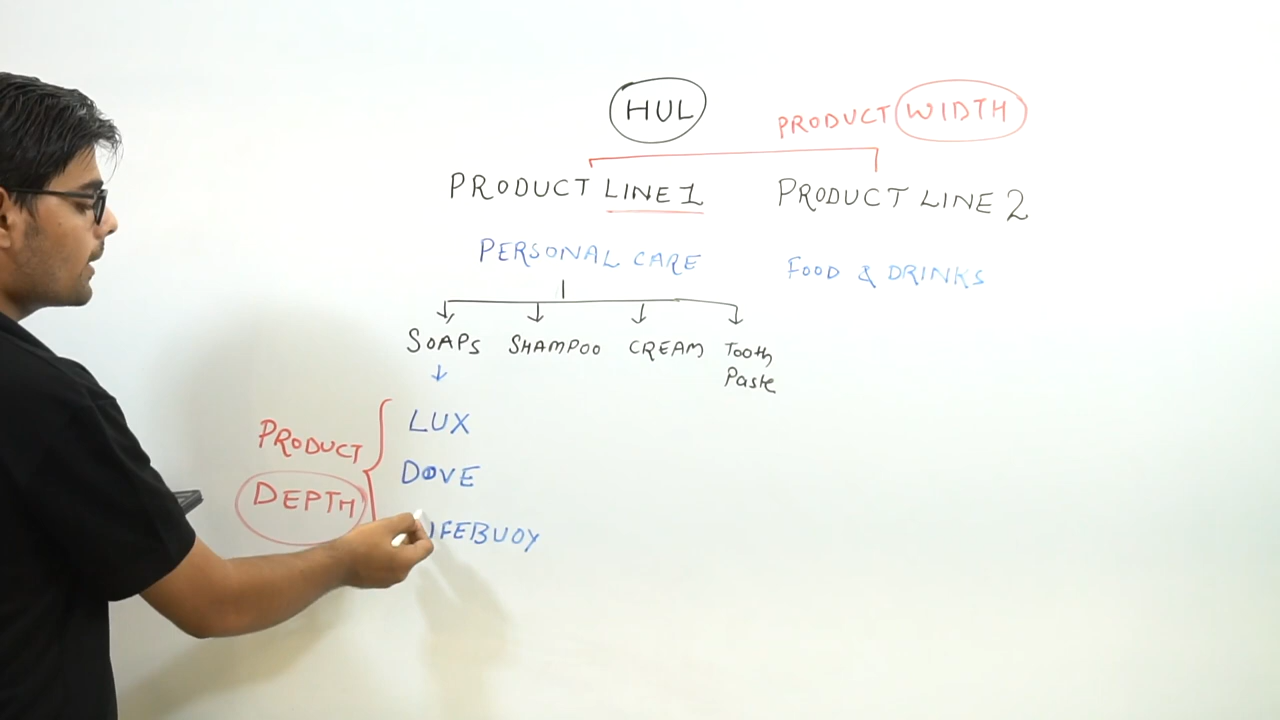 HUL
PRODUCT WIDTH
PRODUCT LINE 1
PRODUCT LINE 2
PERSONAL CARE
FOOD & DRINKS
SOAPS SHAMPOO CREAM Tooth Paste
LUX
DOVE
IFEBUOY
PRODUCT
DEPTH